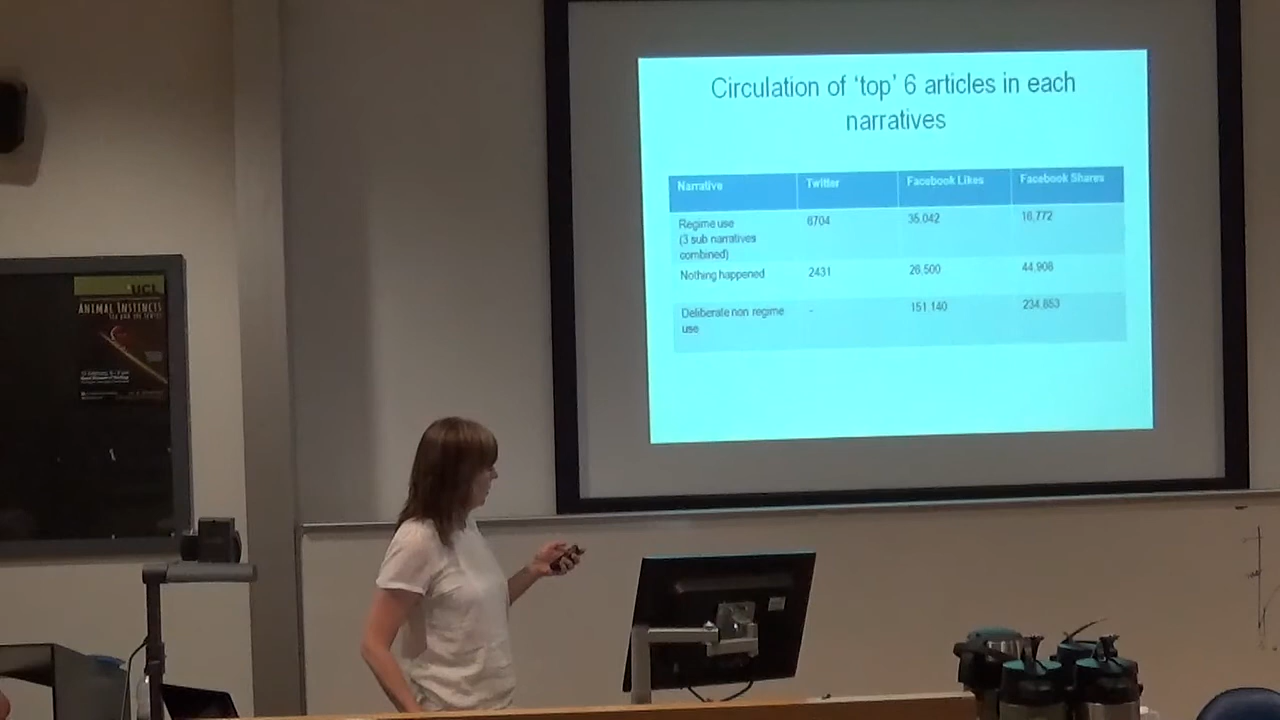 Circulation of 'top' 6 articles in each
narratives
Narrative Twitter Facebook Likes Facebook Shares
Regime use 6704 35,042 16,772
(3 sub narratives
combined)
Nothing happened 2431 26,500 44,908
Deliberate non regime - 151,140 234,653
use
UCL
ANIMAL INSTINCTS